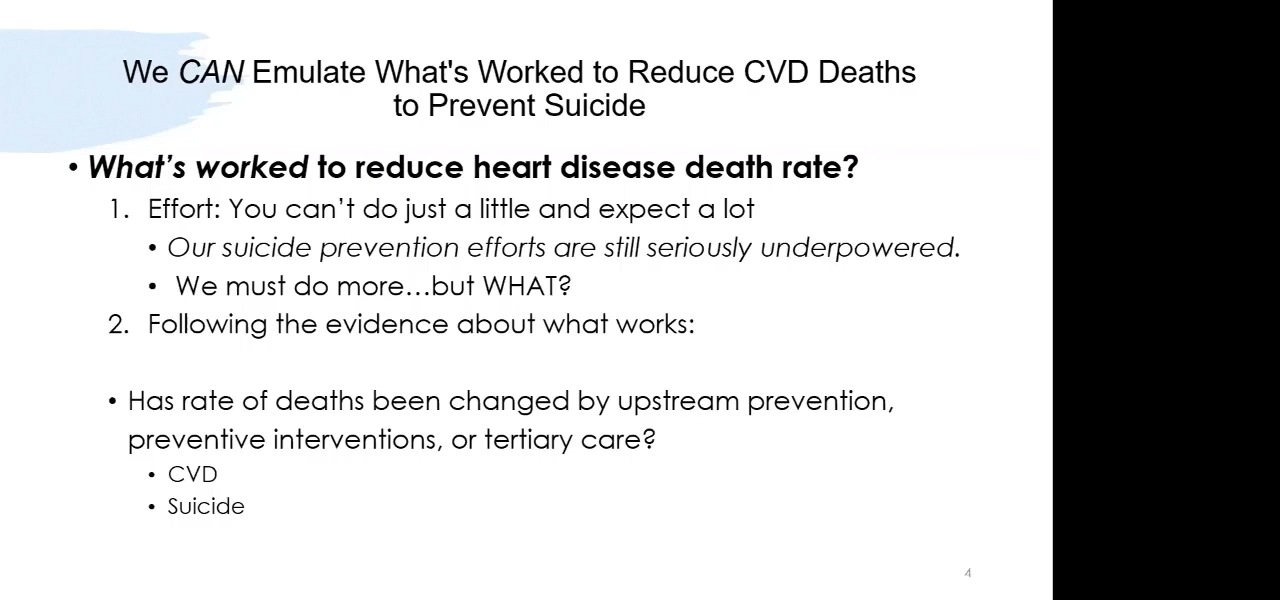 We CAN Emulate What's Worked to Reduce CVD Deaths
to Prevent Suicide
• What's worked to reduce heart disease death rate?
1. Effort: You can't do just a little and expect a lot
• Our suicide prevention efforts are still seriously underpowered.
• We must do more…but WHAT?
2. Following the evidence about what works:
• Has rate of deaths been changed by upstream prevention,
preventive interventions, or tertiary care?
• CVD
• Suicide
4